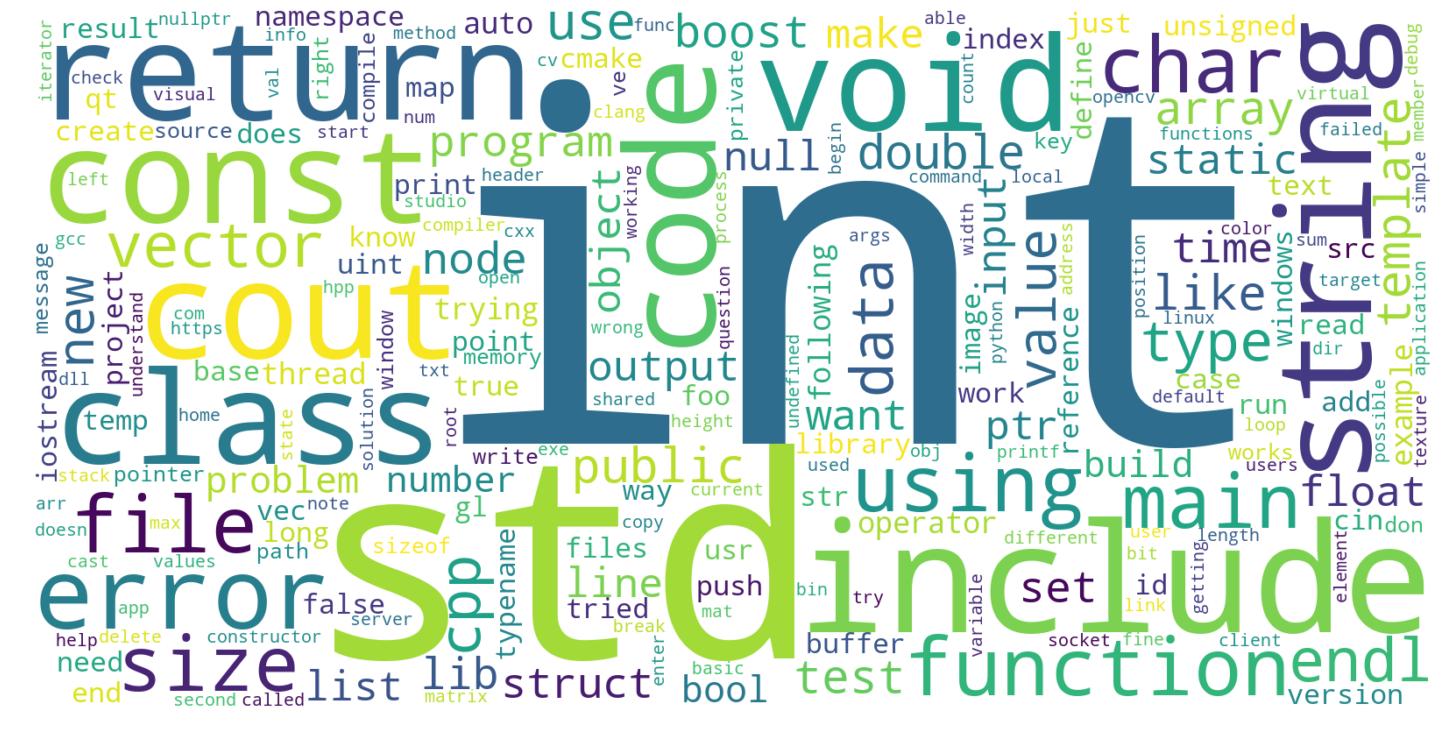 iterator
result
nullptr
info
namespace
method
auto
use
func
boost
make
able
index
just
unsigned
debug
return
check
qt
visual
val
right
compile
map
num
cv
cmake
ve
clang
code
private
void
count
define
char
opencv
array
string
virtual
member
create
source
does
start
program
null
begin
double
key
functions
static
failed
template
simple
const
left
print
studio
header
object
working
process
command
local
input
text
int
vector
gcc
know
compiler
cxx
uint
node
open
args
data
image
width
python
value
address
position
time
color
windows
sum
src
like
linux
type
target
application
message
new
project
understand
com
https
cout
hpp
window
trying
point
memory
wrong
question
undefined
following
reference
read
dir
dll
base
thread
txt
true
output
foo
shared
height
want
work
ptr
case
default
run
loop
add
possible
example
texture
iostream
temp
class
home
state
solution
root
write
exe
public
library
obj
printf
build
works
users
float
stack
pointer
problem
number
way
current
used
str
using
main
arr
doesn
file
max
vec
note
long
gl
copy
operator
different
user
bit
length
cin
don
cast
values
path
sizeof
std
files
usr
include
error
app
false
server
cpp
typename
line
tried
push
mat
bin
try
set
id
link
getting
element
help
delete
constructor
break
buffer
variable
socket
fine
client
need
size
end
second
called
list
lib
matrix
struct
enter
basic
bool
test
function
endl
version